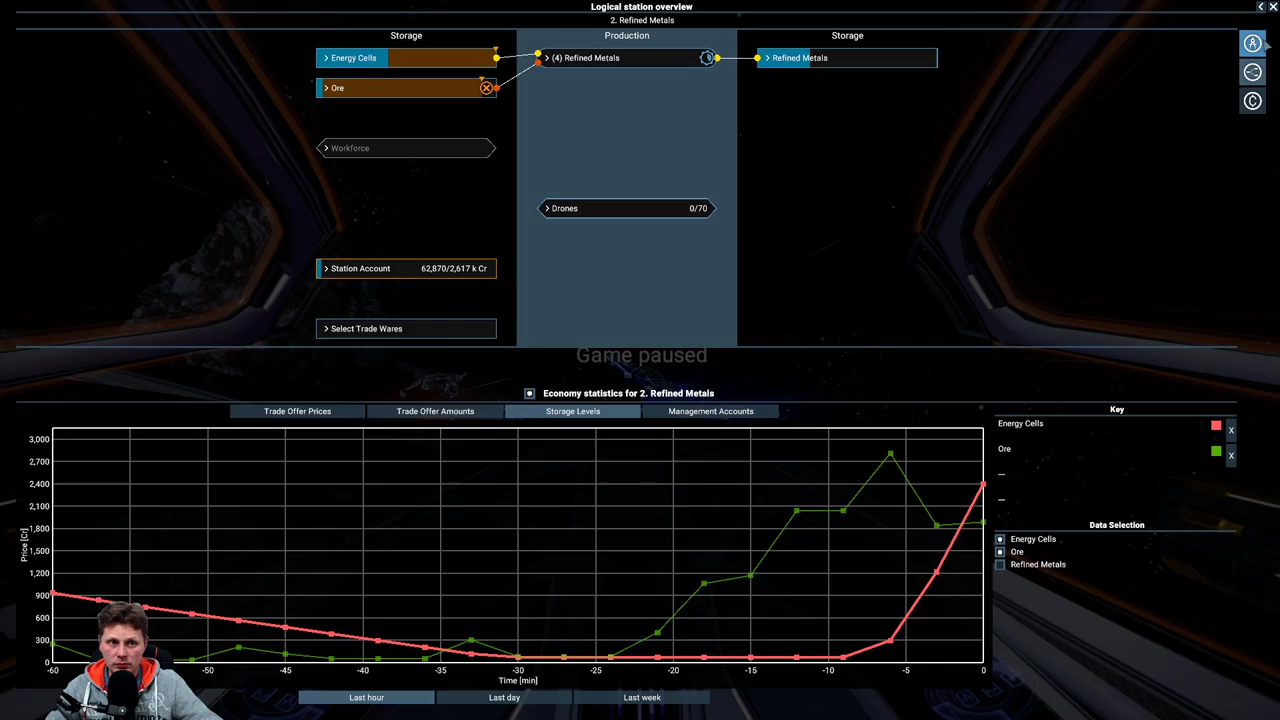 Logical station overview
2. Refined Metals
Storage
Production
Storage
Energy Cells
(4) Refined Metals
Refined Metals
Ore
Workforce
Drones 0/70
Station Account 62,870/2,617 k Cr
Select Trade Wares
Game paused
Economy statistics for 2. Refined Metals
Trade Offer Prices
Trade Offer Amounts
Storage Levels
Management Accounts
Key
Energy Cells X
Ore X
—
—
Data Selection
Energy Cells
Ore
Refined Metals
Price [Cr]
3,000
2,700
2,400
2,100
1,800
1,500
1,200
900
600
300
0
-60 -50 -45 -40 -35 -30 -25 -20 -15 -10 -5 0
Time [min]
Last hour
Last day
Last week